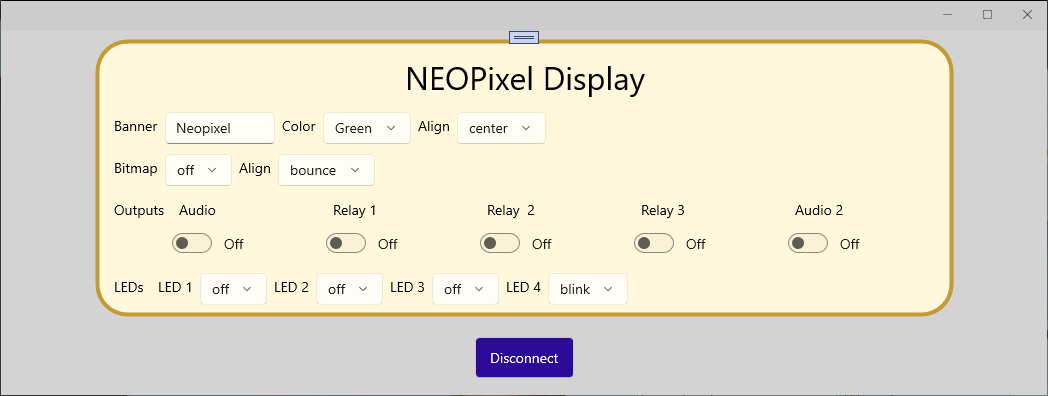 NEOPixel Display
Banner Neopixel Color Green Align center
Bitmap off Align bounce
Outputs Audio Relay 1 Relay 2 Relay 3 Audio 2
Off Off Off Off Off
LEDs LED 1 off LED 2 off LED 3 off LED 4 blink
Disconnect